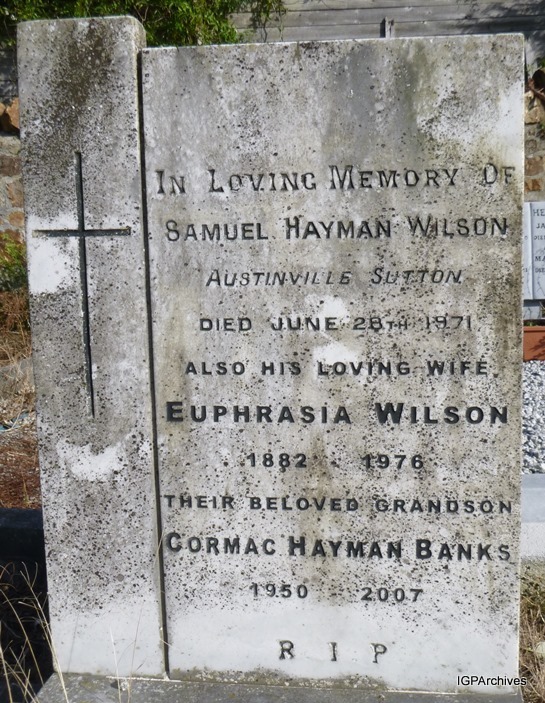 IN LOVING MEMORY OF
SAMUEL HAYMAN WILSON
AUSTINVILLE SUTTON
DIED JUNE 28TH 1971
ALSO HIS LOVING WIFE
EUPHRASIA WILSON
1882 - 1976
THEIR BELOVED GRANDSON
CORMAC HAYMAN BANKS
1950 2007
R I P
IGPArchives